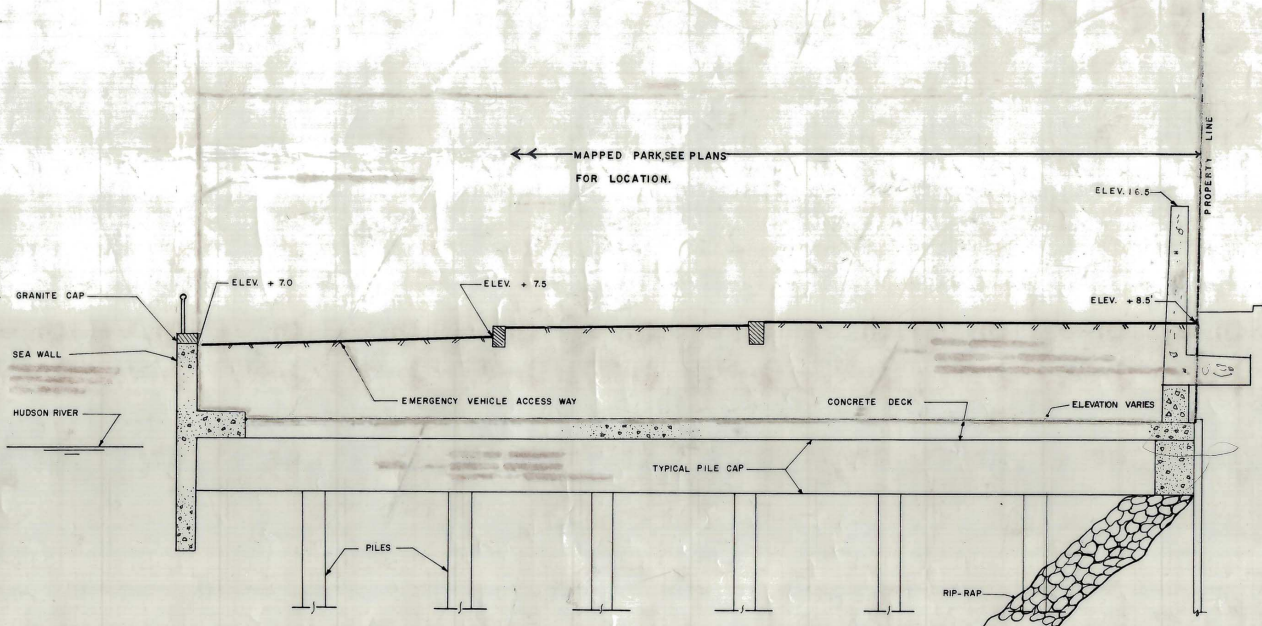 MAPPED PARK, SEE PLANS
FOR LOCATION.
PROPERTY LINE
ELEV. 16.5
ELEV. + 7.0
ELEV. + 7.5
GRANITE CAP
ELEV. + 8.5'
SEA WALL
EMERGENCY VEHICLE ACCESS WAY
CONCRETE DECK
ELEVATION VARIES
HUDSON RIVER
TYPICAL PILE CAP
PILES
RIP-RAP